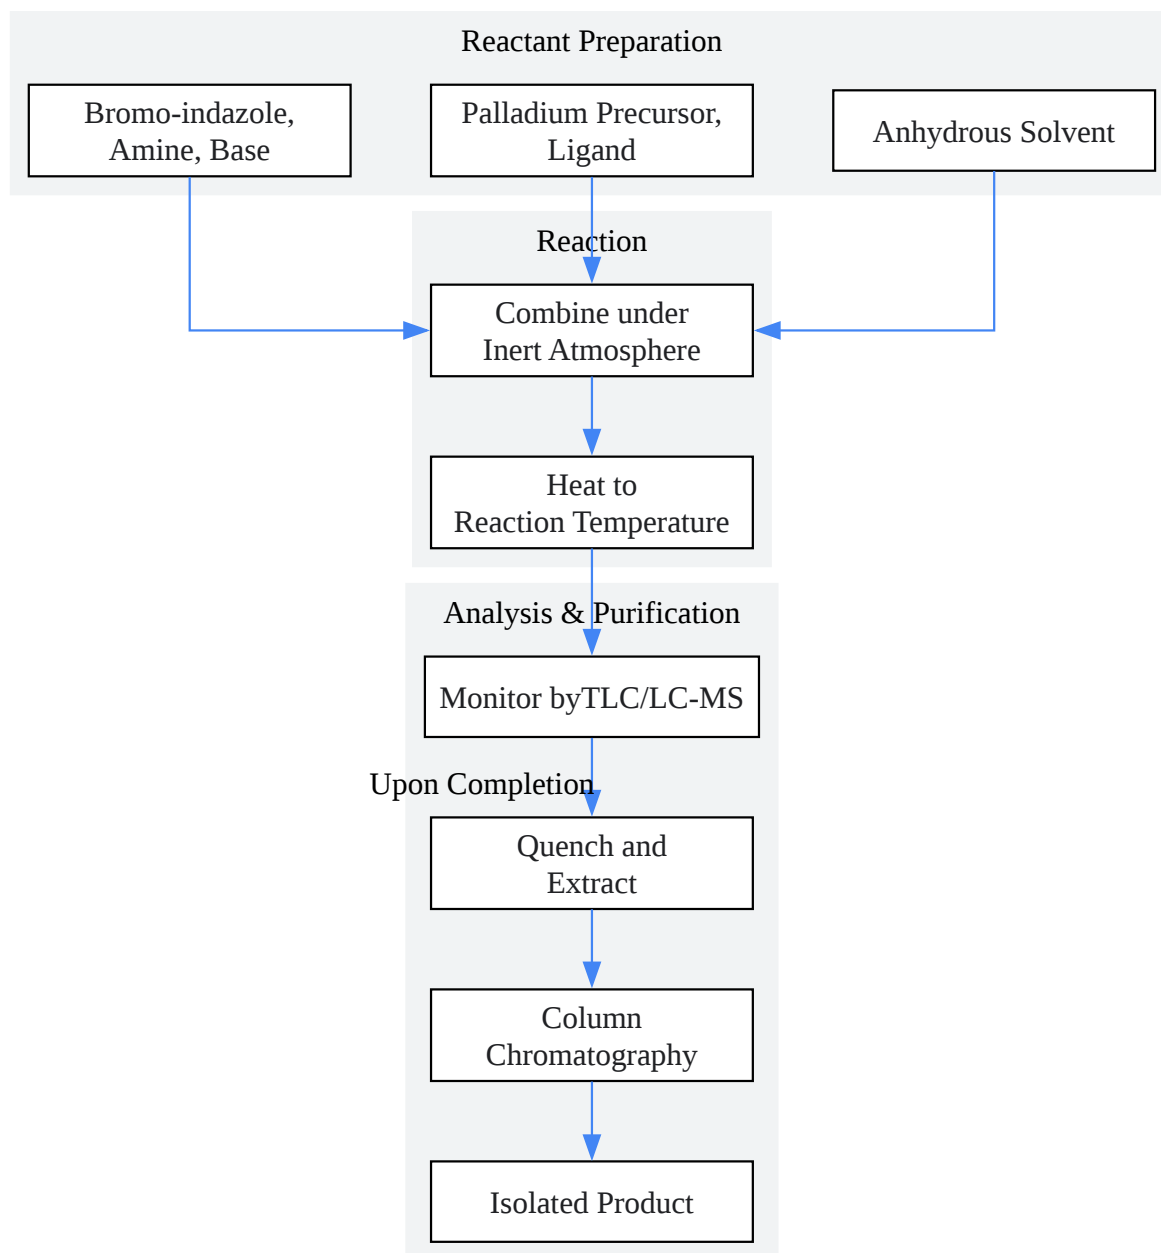 Reactant Preparation
Bromo-indazole,
Amine, Base
Palladium Precursor,
Ligand
Anhydrous Solvent
Reaction
Combine under
Inert Atmosphere
Heat to
Reaction Temperature
Analysis & Purification
Monitor byTLC/LC-MS
Upon Completion
Quench and
Extract
Column
Chromatography
Isolated Product